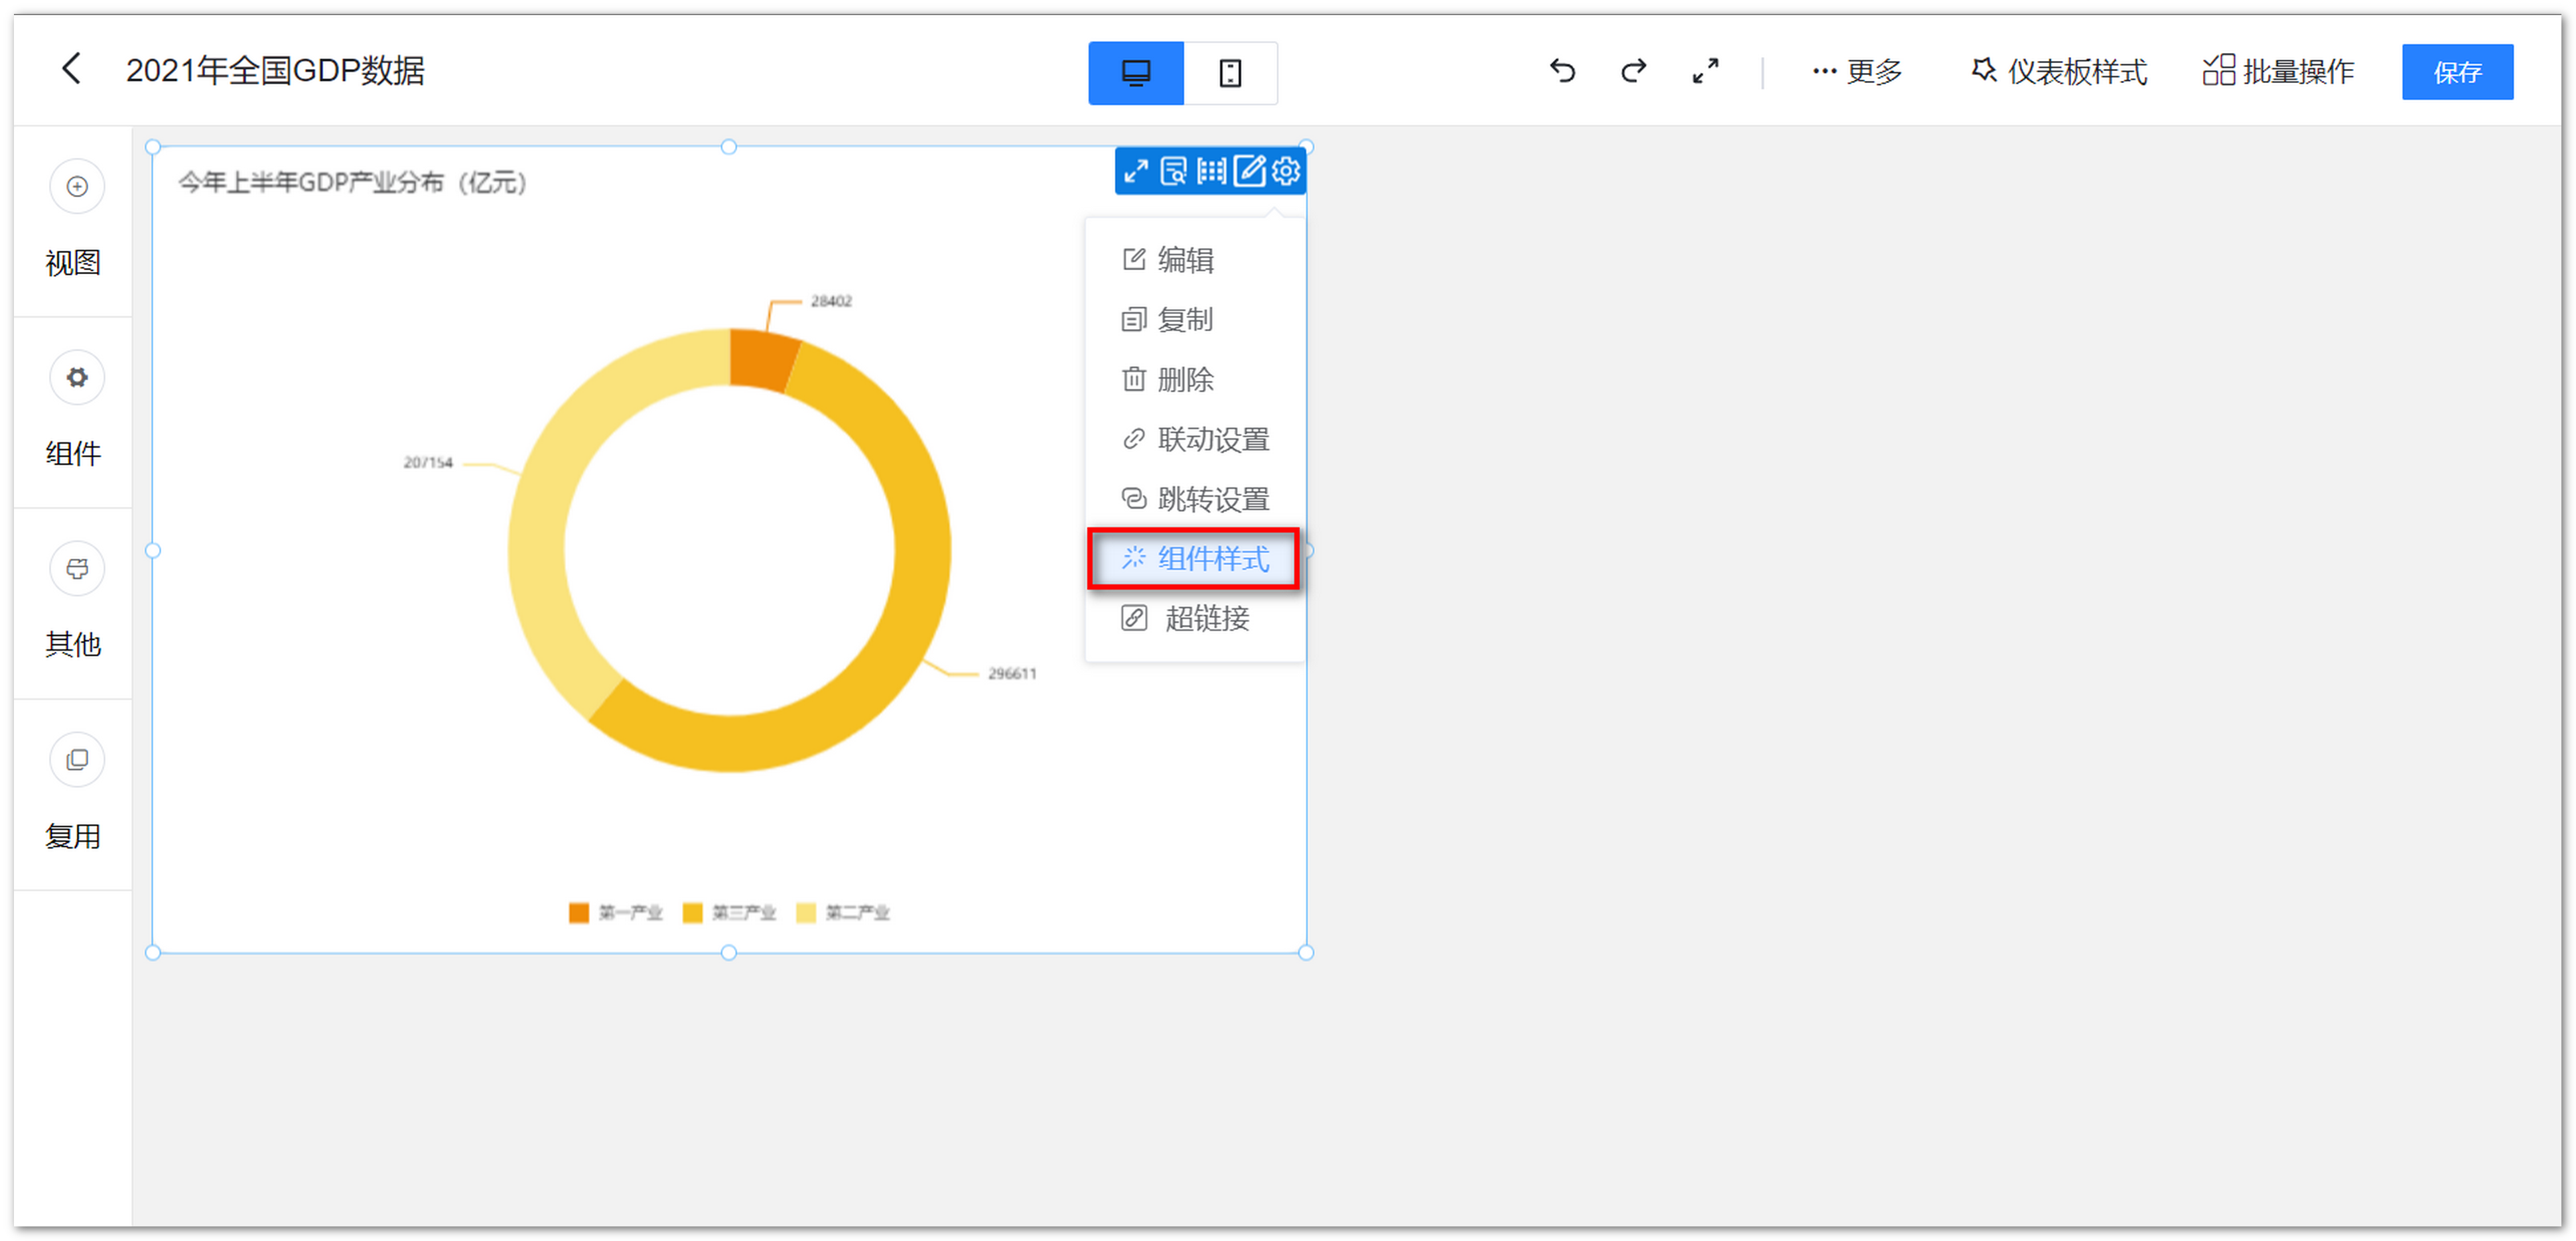 2021年全国GDP数据
更多
仪表板样式
批量操作
保存
视图
组件
其他
复用
今年上半年GDP产业分布（亿元）
28402
207154
296611
第一产业 第三产业 第二产业
编辑
复制
删除
联动设置
跳转设置
组件样式
超链接